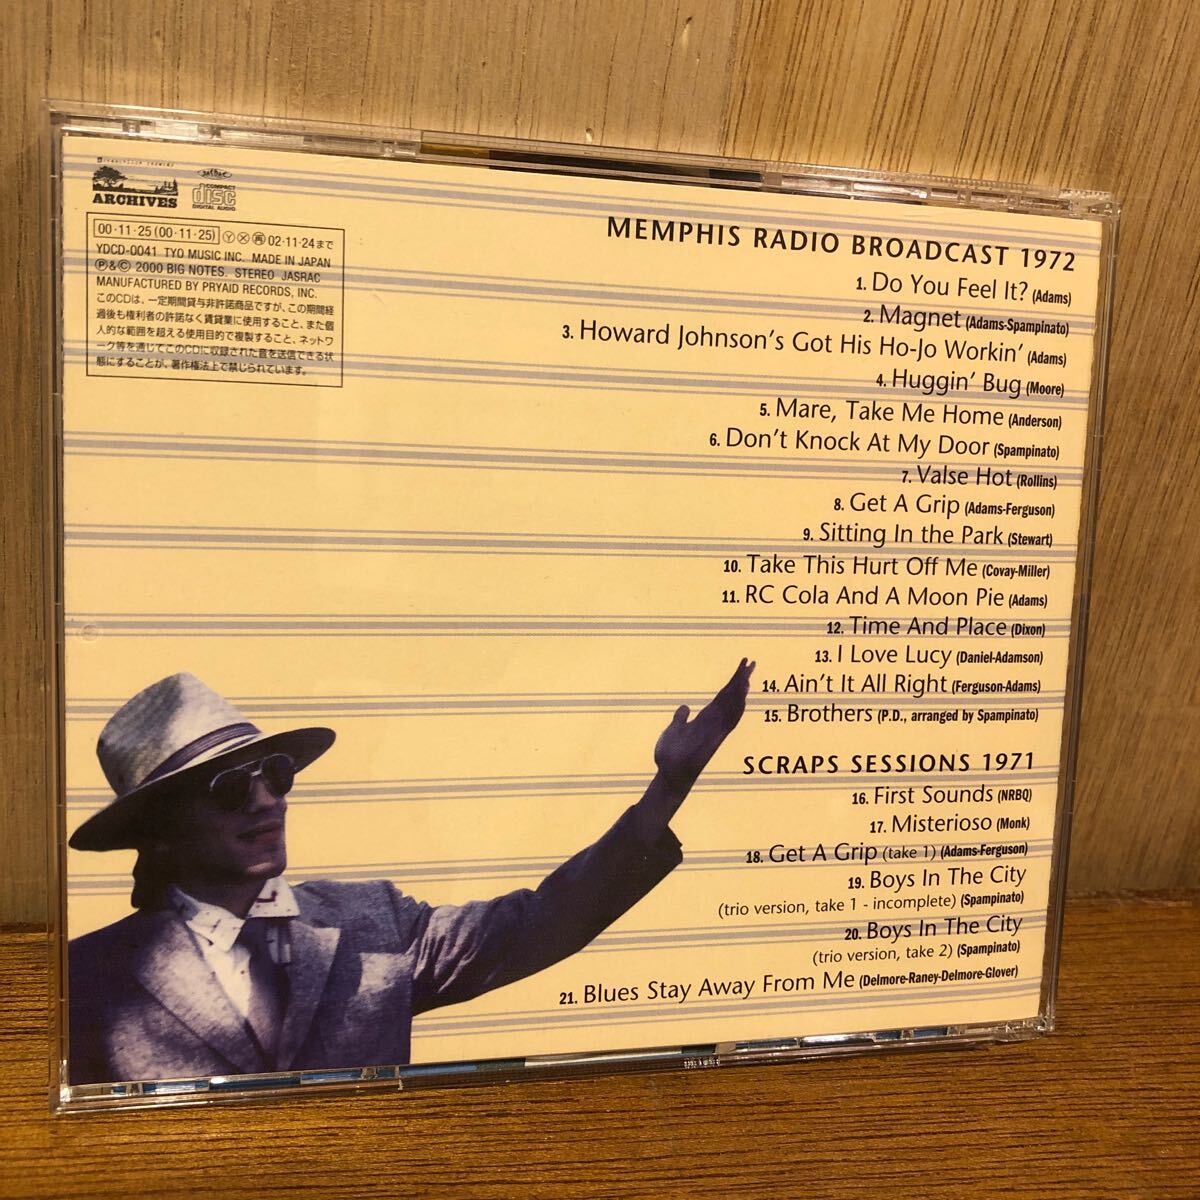 ARCHIVES
COMPACT
disc
DIGITAL AUDIO
00・11・25 (00・11・25) Ⓨ Ⓧ ㊢ 02・11・24まで
YDCD-0041 TYO MUSIC INC. MADE IN JAPAN
Ⓟ&© 2000 BIG NOTES. STEREO JASRAC
MANUFACTURED BY PRYAID RECORDS, INC.
このCDは、一定期間貸与非許諾商品ですが、この期間経
過後も権利者の許諾なく賃貸業に使用すること、また個
人的な範囲を超える使用目的で複製すること、ネットワ
ーク等を通じてこのCDに収録された音を送信できる状
態にすることが、著作権法上で禁じられています。
MEMPHIS RADIO BROADCAST 1972
1. Do You Feel It? (Adams)
2. Magnet (Adams-Spampinato)
3. Howard Johnson's Got His Ho-Jo Workin' (Adams)
4. Huggin' Bug (Moore)
5. Mare, Take Me Home (Anderson)
6. Don't Knock At My Door (Spampinato)
7. Valse Hot (Rollins)
8. Get A Grip (Adams-Ferguson)
9. Sitting In the Park (Stewart)
10. Take This Hurt Off Me (Covay-Miller)
11. RC Cola And A Moon Pie (Adams)
12. Time And Place (Dixon)
13. I Love Lucy (Daniel-Adamson)
14. Ain't It All Right (Ferguson-Adams)
15. Brothers (P.D., arranged by Spampinato)
SCRAPS SESSIONS 1971
16. First Sounds (NRBQ)
17. Misterioso (Monk)
18. Get A Grip (take 1) (Adams-Ferguson)
19. Boys In The City
(trio version, take 1 - incomplete) (Spampinato)
20. Boys In The City
(trio version, take 2) (Spampinato)
21. Blues Stay Away From Me (Delmore-Raney-Delmore-Glover)